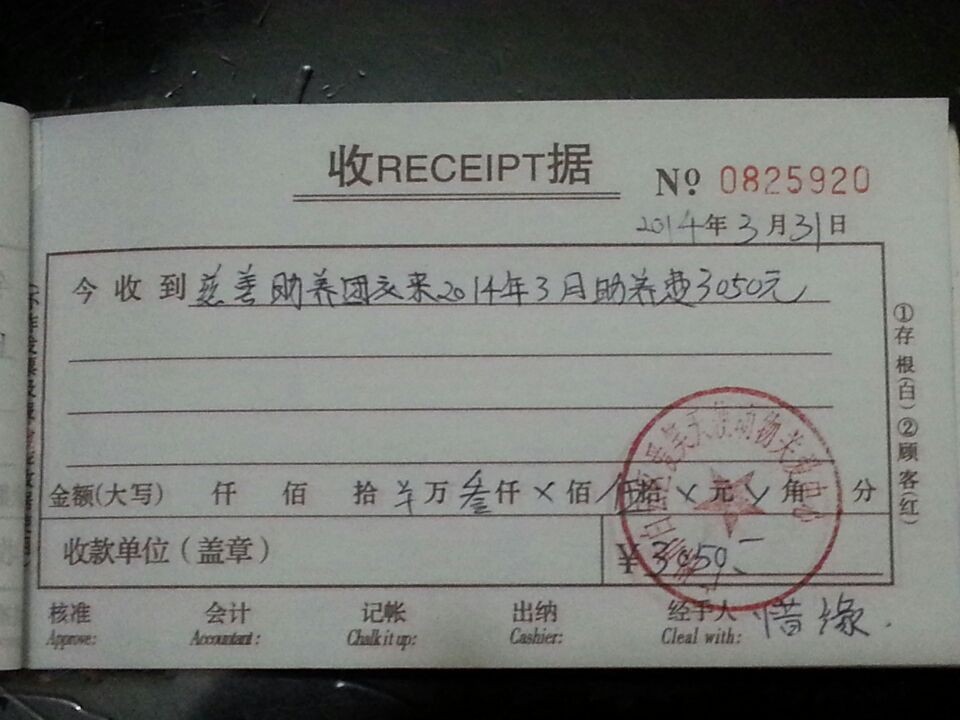 收RECEIPT据
No 0825920
2014年3月31日
今收到 慈善助养团交来2014年3月助养费3050元
金额(大写) 仟 佰 拾 万 叁仟 × 佰 伍拾 × 元 × 角 分
收款单位(盖章)
3050
核准 会计 记帐 出纳 经手人 惜缘.
Approve: Accountant: Chalk it up: Cashier: Cleal with:
①存根(白)②顾客(红)